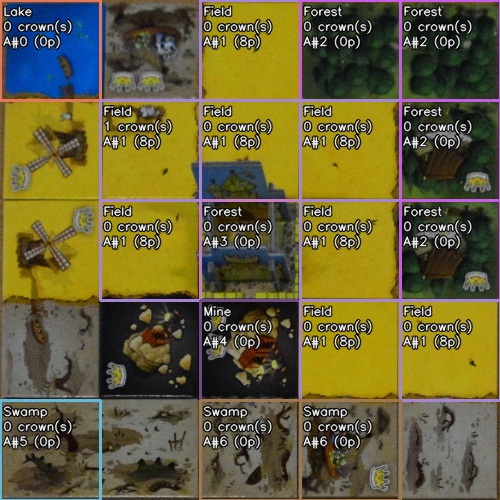 Lake
0 crown(s)
A#0 (0p)
Field
0 crown(s)
A#1 (8p)
Forest
0 crown(s)
A#2 (0p)
Forest
0 crown(s)
A#2 (0p)
Field
1 crown(s)
A#1 (8p)
Field
0 crown(s)
A#1 (8p)
Field
0 crown(s)
A#1 (8p)
Forest
0 crown(s)
A#2 (0p)
Field
0 crown(s)
A#1 (8p)
Forest
0 crown(s)
A#3 (0p)
Field
0 crown(s)
A#1 (8p)
Forest
0 crown(s)
A#2 (0p)
Mine
0 crown(s)
A#4 (0p)
Field
0 crown(s)
A#1 (8p)
Field
0 crown(s)
A#1 (8p)
Swamp
0 crown(s)
A#5 (0p)
Swamp
0 crown(s)
A#6 (0p)
Swamp
0 crown(s)
A#6 (0p)